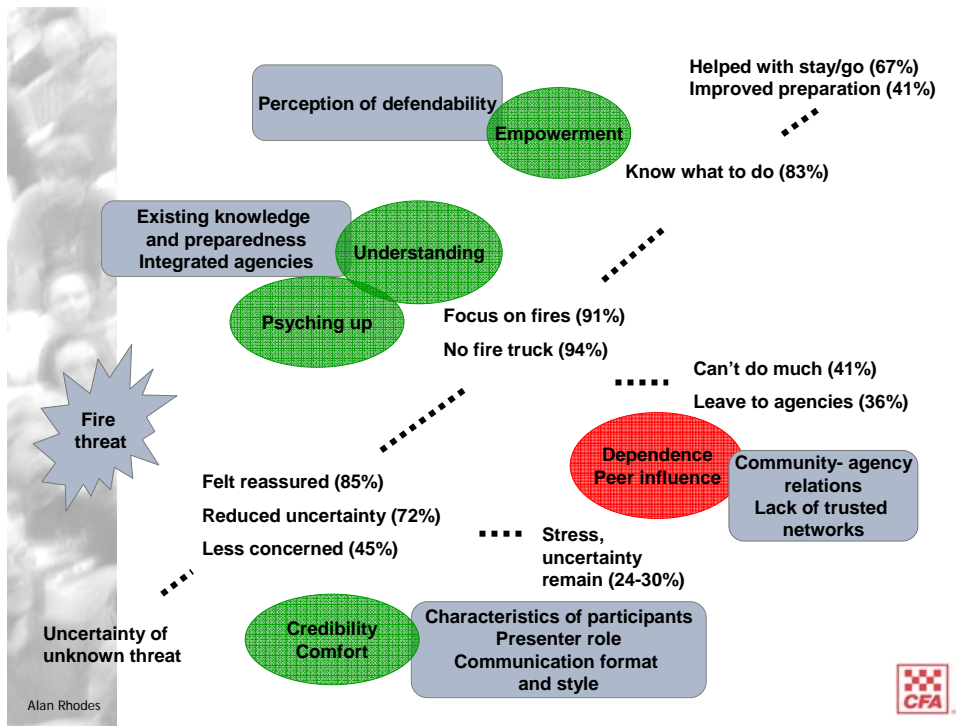 Helped with stay/go (67%)
Improved preparation (41%)
Perception of defendability
Empowerment
Know what to do (83%)
Existing knowledge
and preparedness
Integrated agencies
Understanding
Psyching up
Focus on fires (91%)
No fire truck (94%)
Can’t do much (41%)
Leave to agencies (36%)
Fire
threat
Dependence
Peer influence
Community- agency
relations
Lack of trusted
networks
Felt reassured (85%)
Reduced uncertainty (72%)
Less concerned (45%)
Stress,
uncertainty
remain (24-30%)
Credibility
Comfort
Characteristics of participants
Presenter role
Communication format
and style
Uncertainty of
unknown threat
Alan Rhodes
CFA